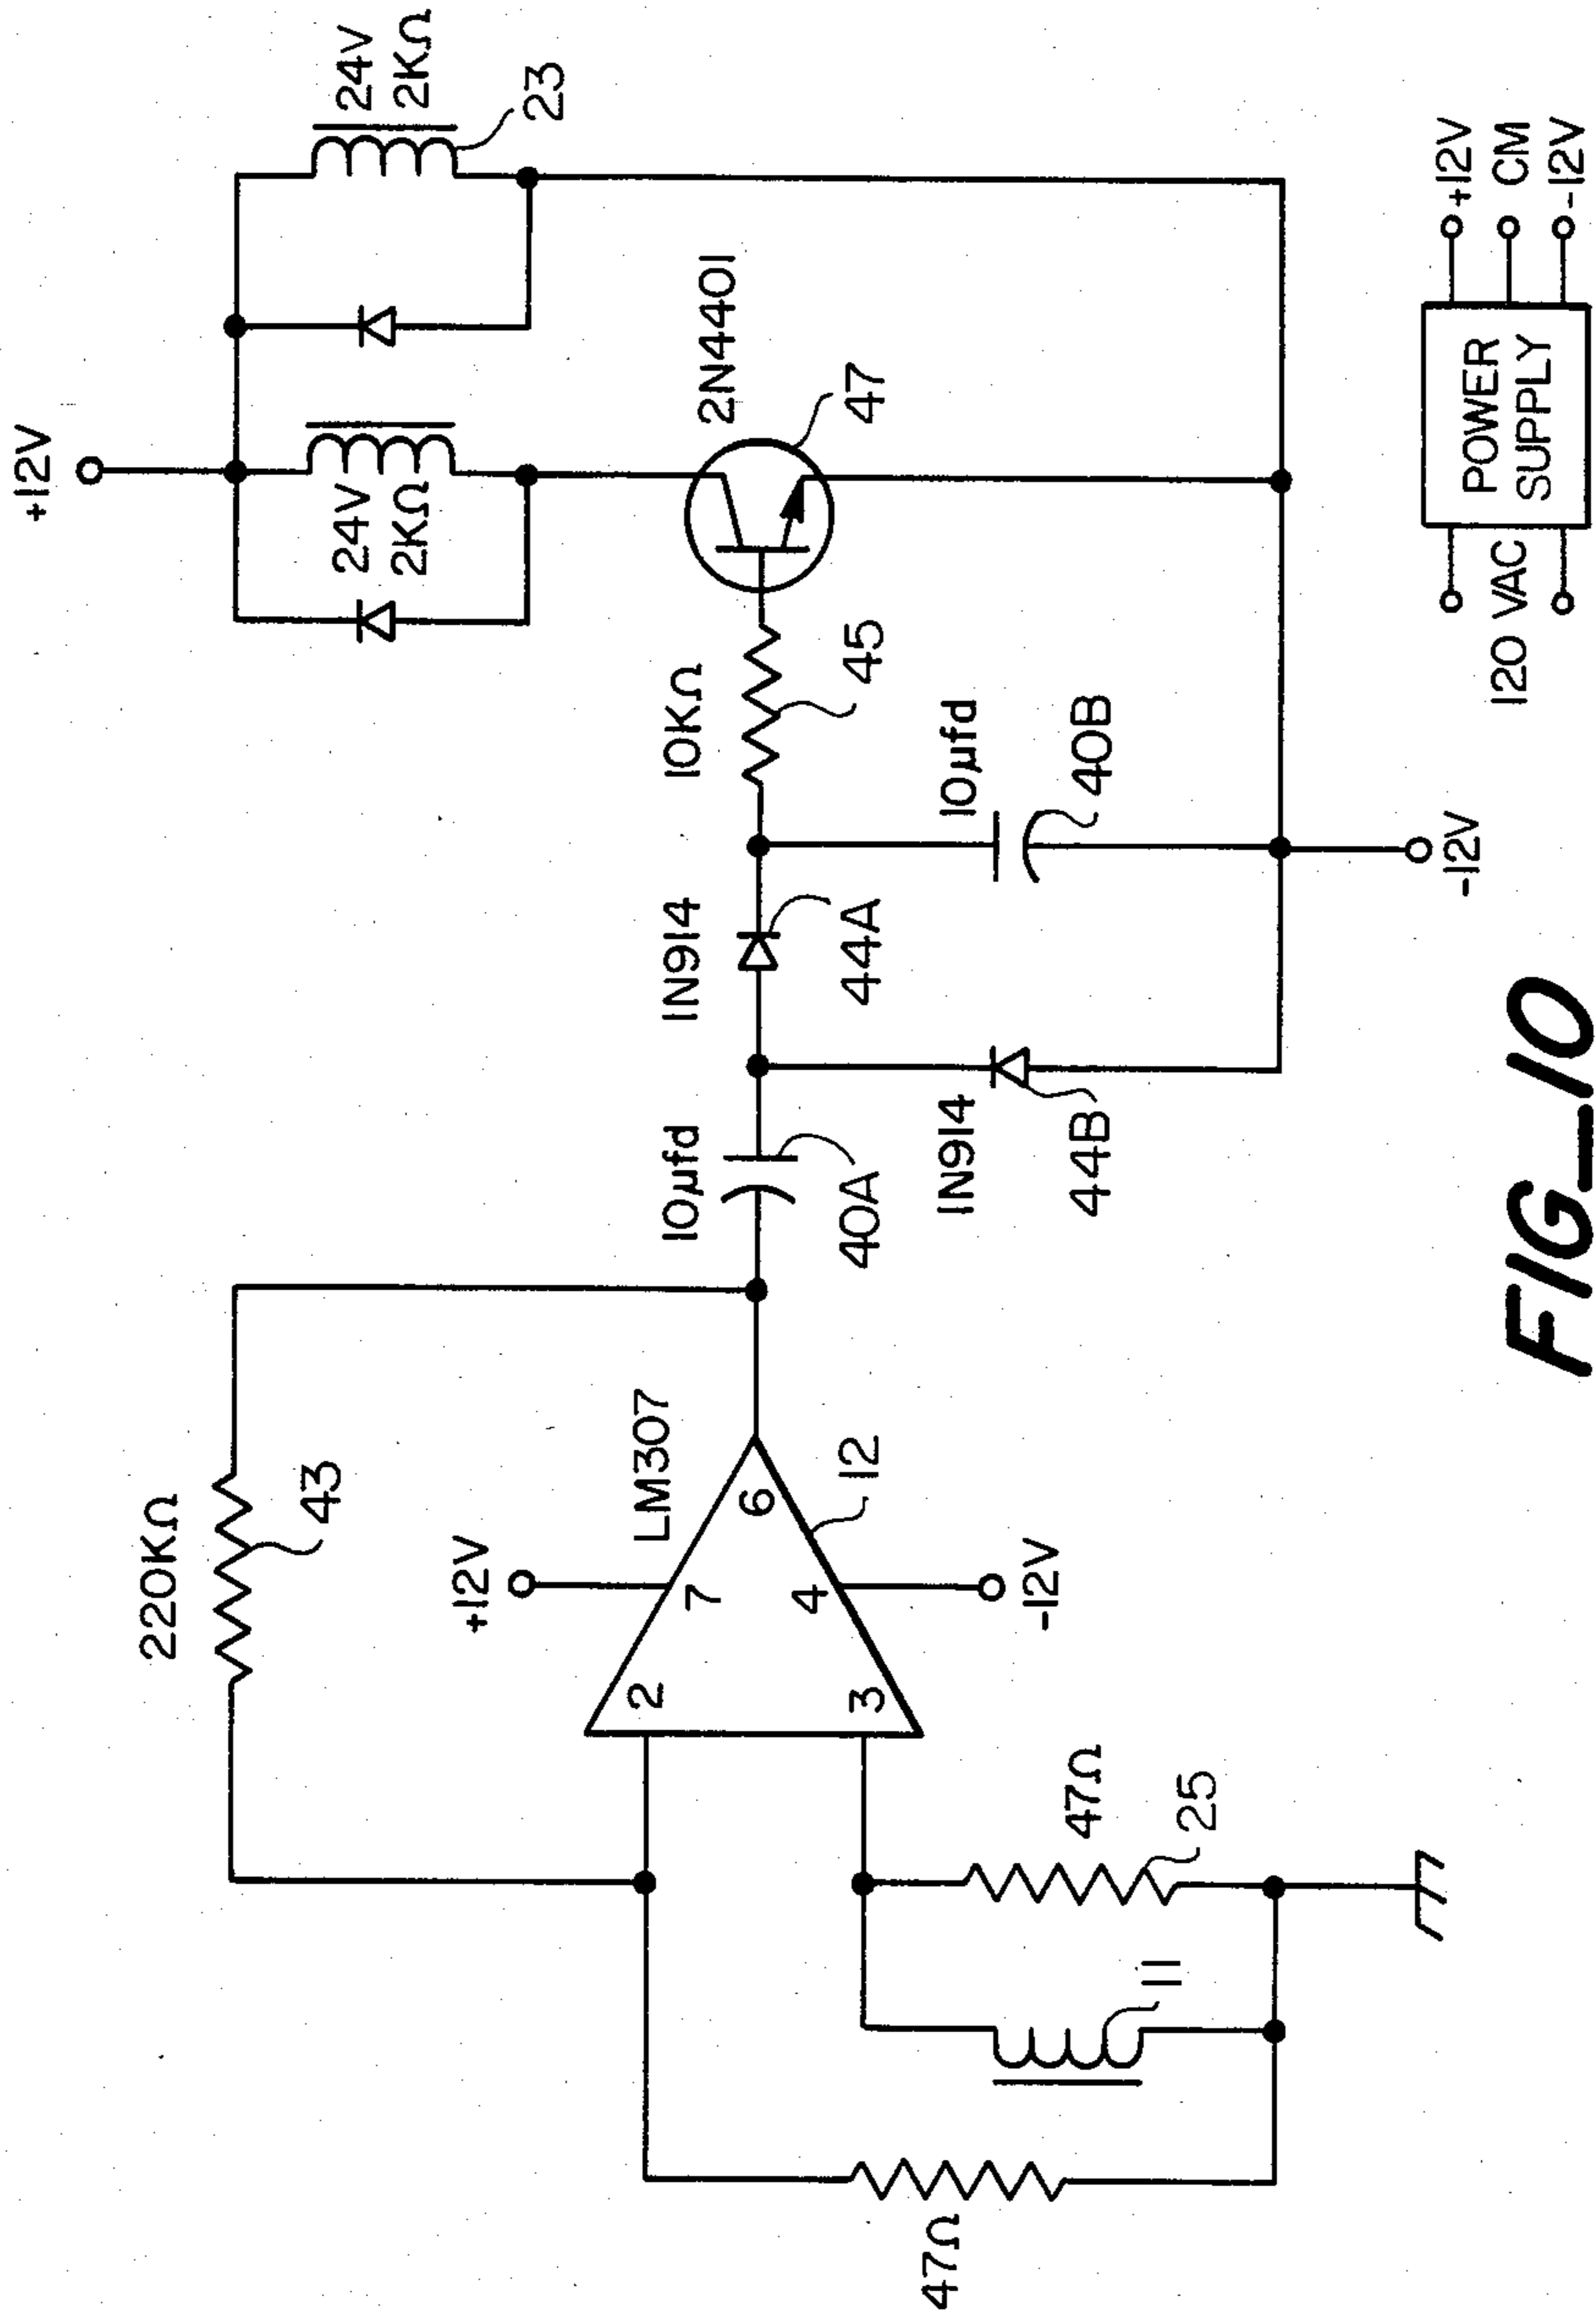 +12V
24V
2KΩ
24V
2KΩ
23
2N4401
47
10KΩ
45
1N914
44A
10µfd
40B
10µfd
40A
1N914
44B
-12V
220KΩ
43
+12V
LM307
7
6
2
4
3
12
-12V
47Ω
25
11
47Ω
120 VAC
POWER
SUPPLY
+12V
CM
-12V
FIG_10